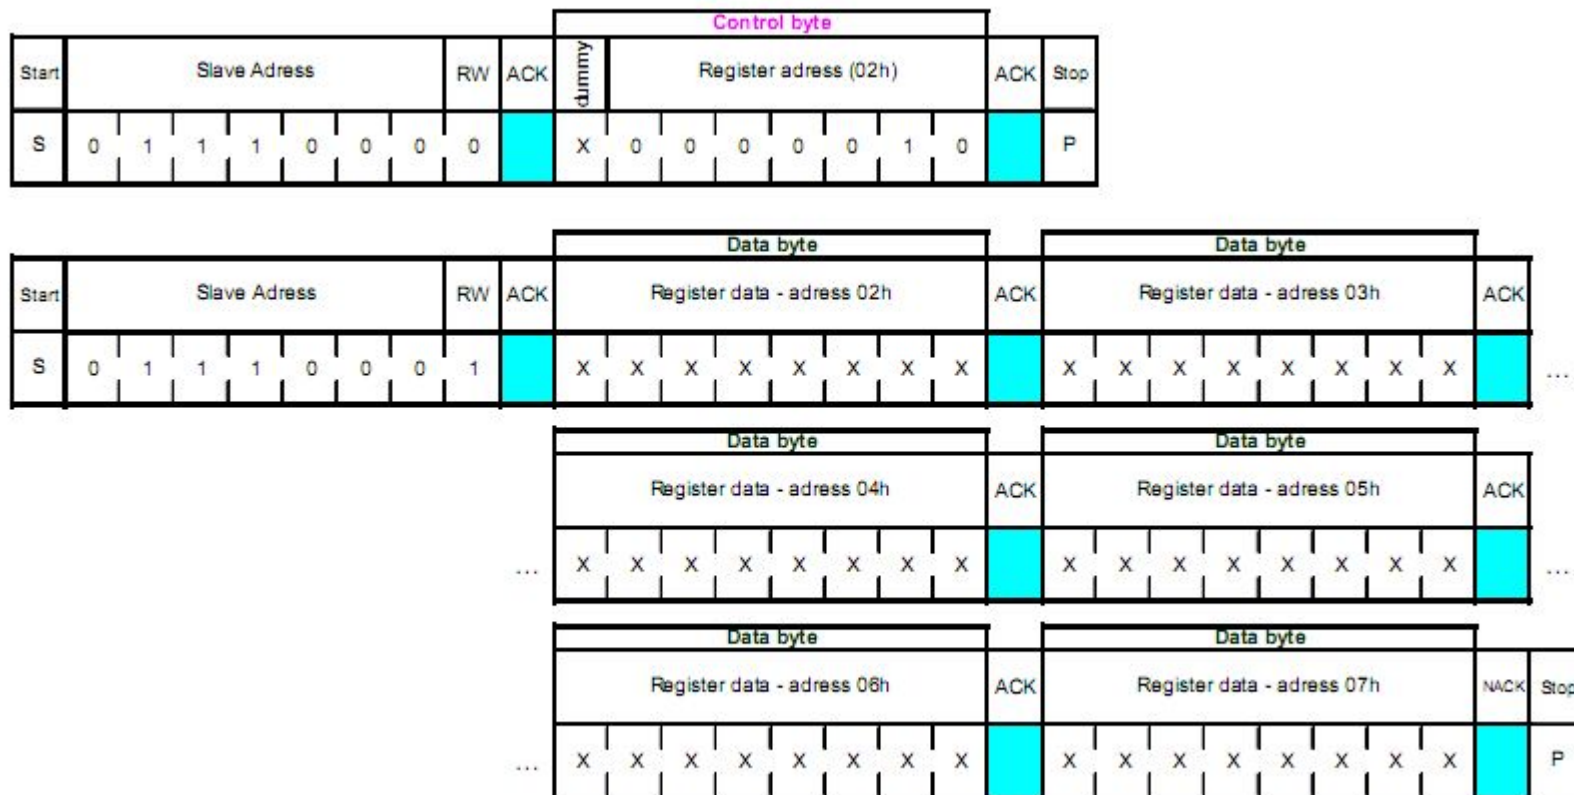 Control byte
Start Slave Adress RW ACK dummy Register adress (02h) ACK Stop
S 0 1 1 1 0 0 0 0 X 0 0 0 0 0 1 0 P
Data byte Data byte
Start Slave Adress RW ACK Register data - adress 02h ACK Register data - adress 03h ACK
S 0 1 1 1 0 0 0 1 X X X X X X X X X X X X X X X X ...
Data byte Data byte
Register data - adress 04h ACK Register data - adress 05h ACK
... X X X X X X X X X X X X X X X X ...
Data byte Data byte
Register data - adress 06h ACK Register data - adress 07h NACK Stop
... X X X X X X X X X X X X X X X X P